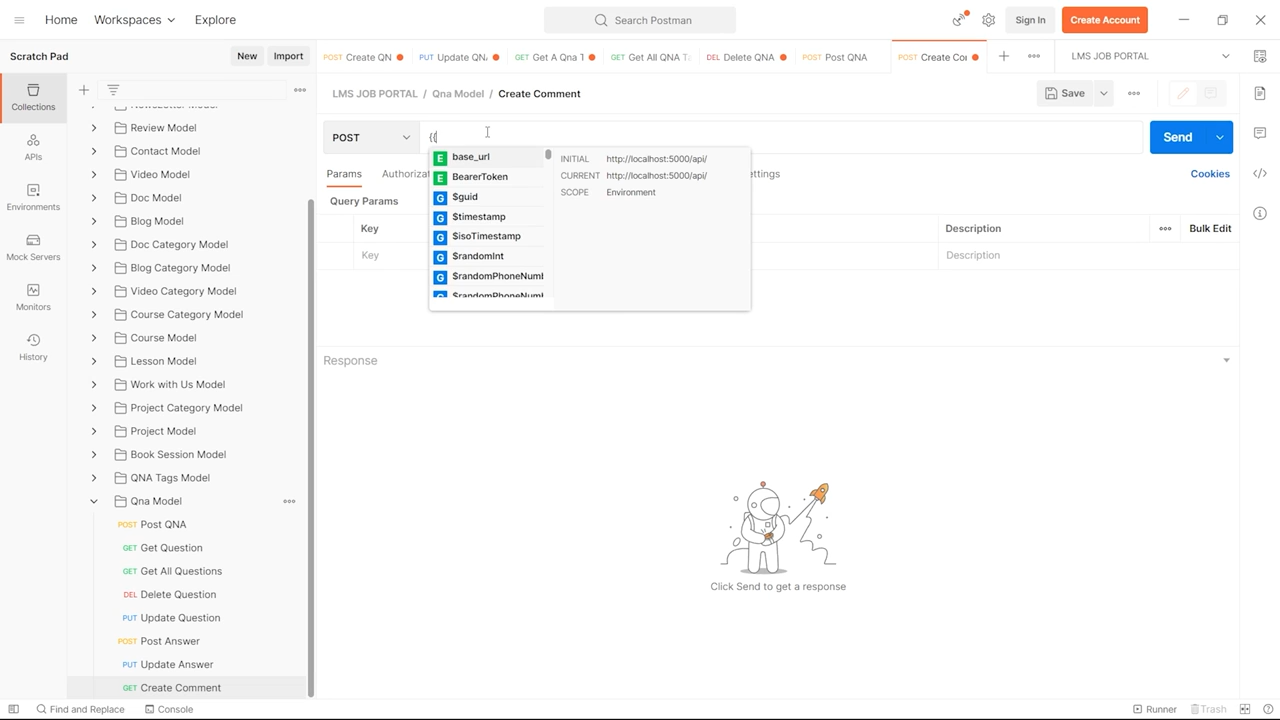 Home Workspaces Explore Search Postman Sign In Create Account
Scratch Pad New Import
POST Create QN PUT Update QN GET Get A Qna T GET Get All QNA T DEL Delete QNA POST Post QNA POST Create Co LMS JOB PORTAL
Collections
APIs
Environments
Mock Servers
Monitors
History
Review Model
Contact Model
Video Model
Doc Model
Blog Model
Doc Category Model
Blog Category Model
Video Category Model
Course Category Model
Course Model
Lesson Model
Work with Us Model
Project Category Model
Project Model
Book Session Model
QNA Tags Model
Qna Model
POST Post QNA
GET Get Question
GET Get All Questions
DEL Delete Question
PUT Update Question
POST Post Answer
PUT Update Answer
GET Create Comment
LMS JOB PORTAL / Qna Model / Create Comment Save
POST {{ Send
Params Authoriza ettings Cookies
Query Params
Key Description Bulk Edit
Key Description
E base_url
E BearerToken
G $guid
G $timestamp
G $isoTimestamp
G $randomInt
G $randomPhoneNumb
G $randomPhoneNumb
INITIAL http://localhost:5000/api/
CURRENT http://localhost:5000/api/
SCOPE Environment
Response
Click Send to get a response
Find and Replace Console Runner Trash